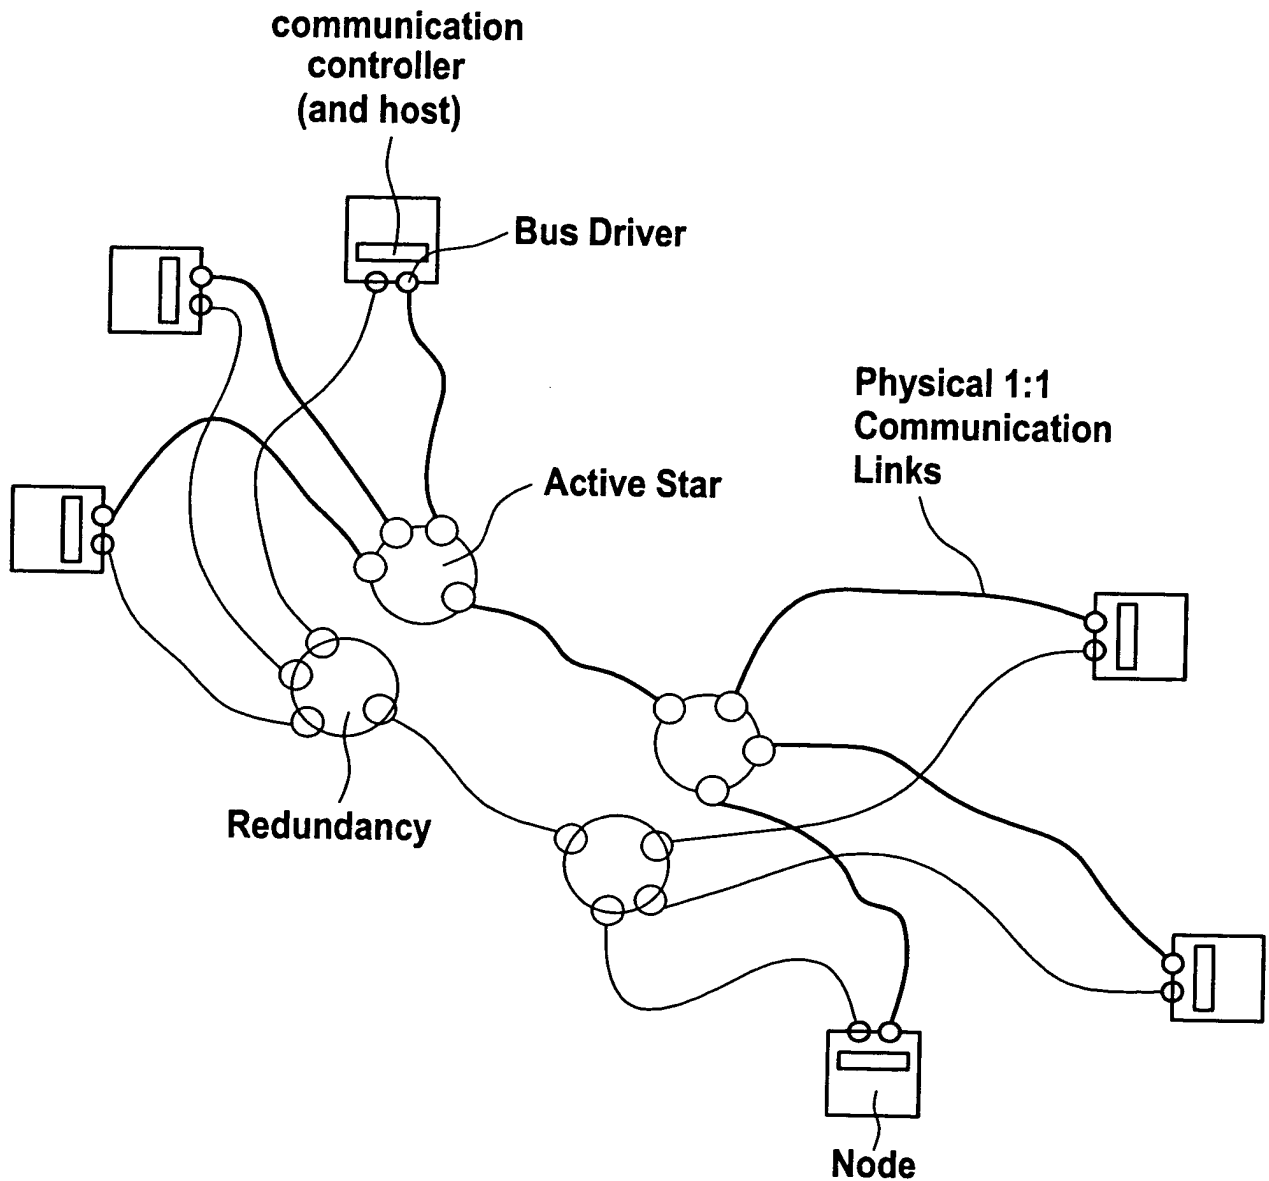 communication
controller
(and host)
Bus Driver
Physical 1:1
Communication
Links
Active Star
Redundancy
Node